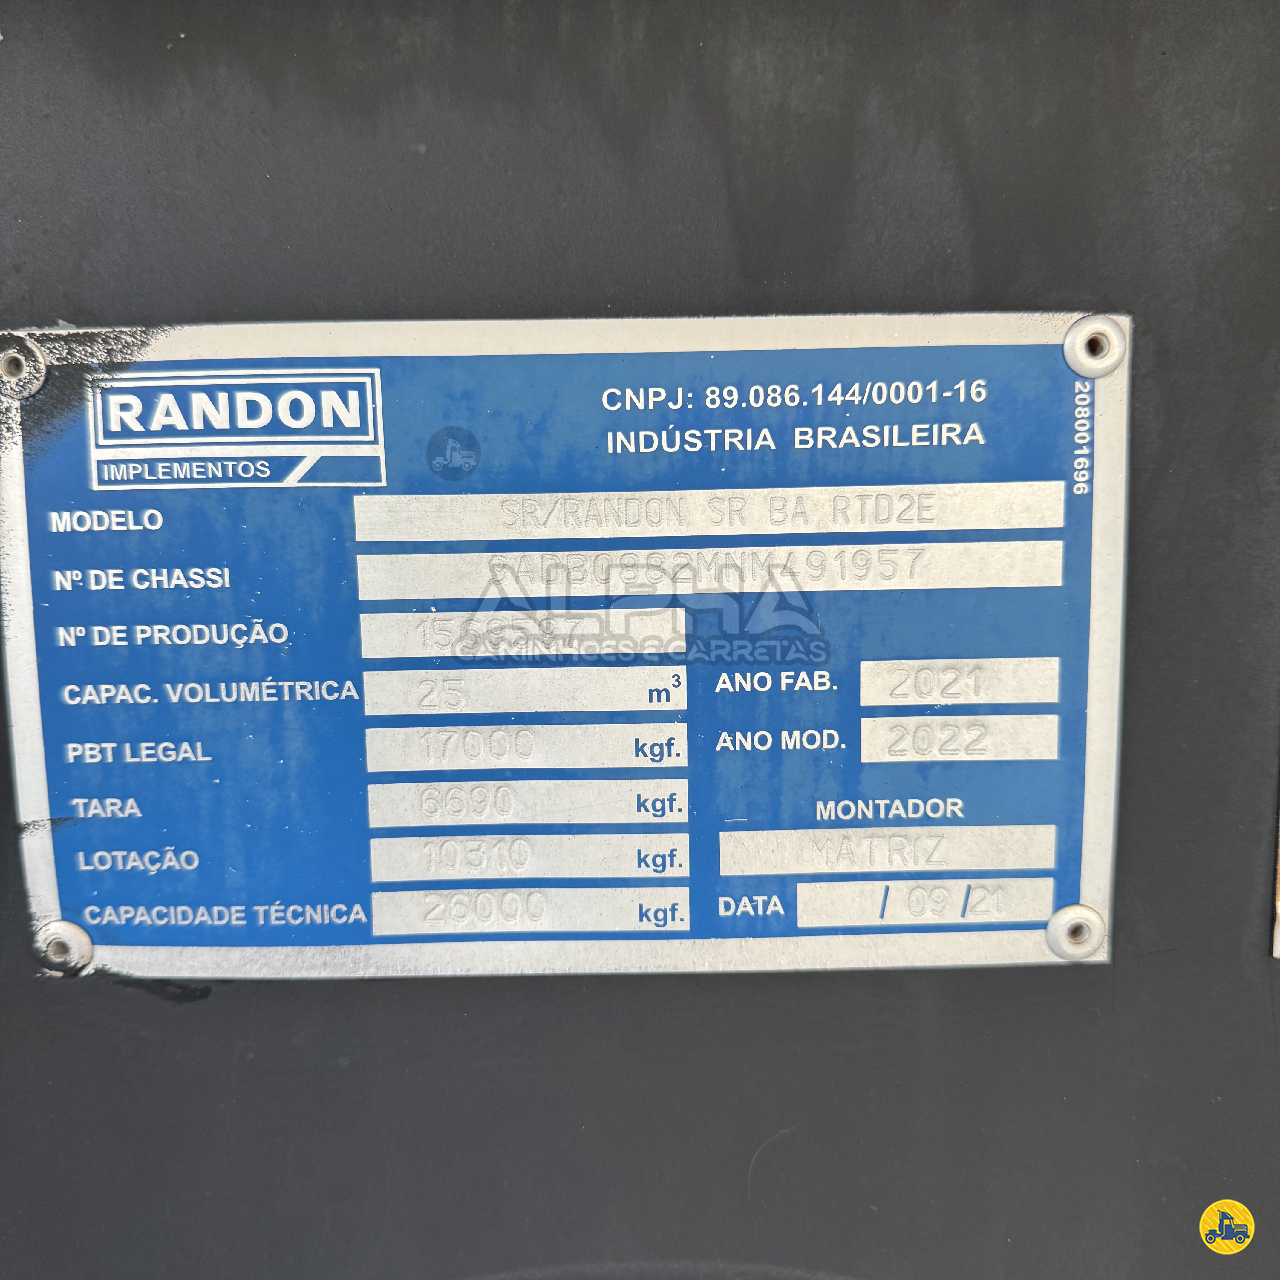 RANDON
IMPLEMENTOS
CNPJ: 89.086.144/0001-16
INDÚSTRIA BRASILEIRA
208001696
MODELO SR/RANDON SR BA RTD2E
Nº DE CHASSI
Nº DE PRODUÇÃO
ALPHA
CAMINHÕES E CARRETAS
CAPAC. VOLUMÉTRICA 25 m³
ANO FAB. 2021
PBT LEGAL 17000 kgf.
ANO MOD. 2022
TARA 6690 kgf.
MONTADOR
MATRIZ
LOTAÇÃO 10310 kgf.
CAPACIDADE TÉCNICA 26000 kgf.
DATA / 09 /21